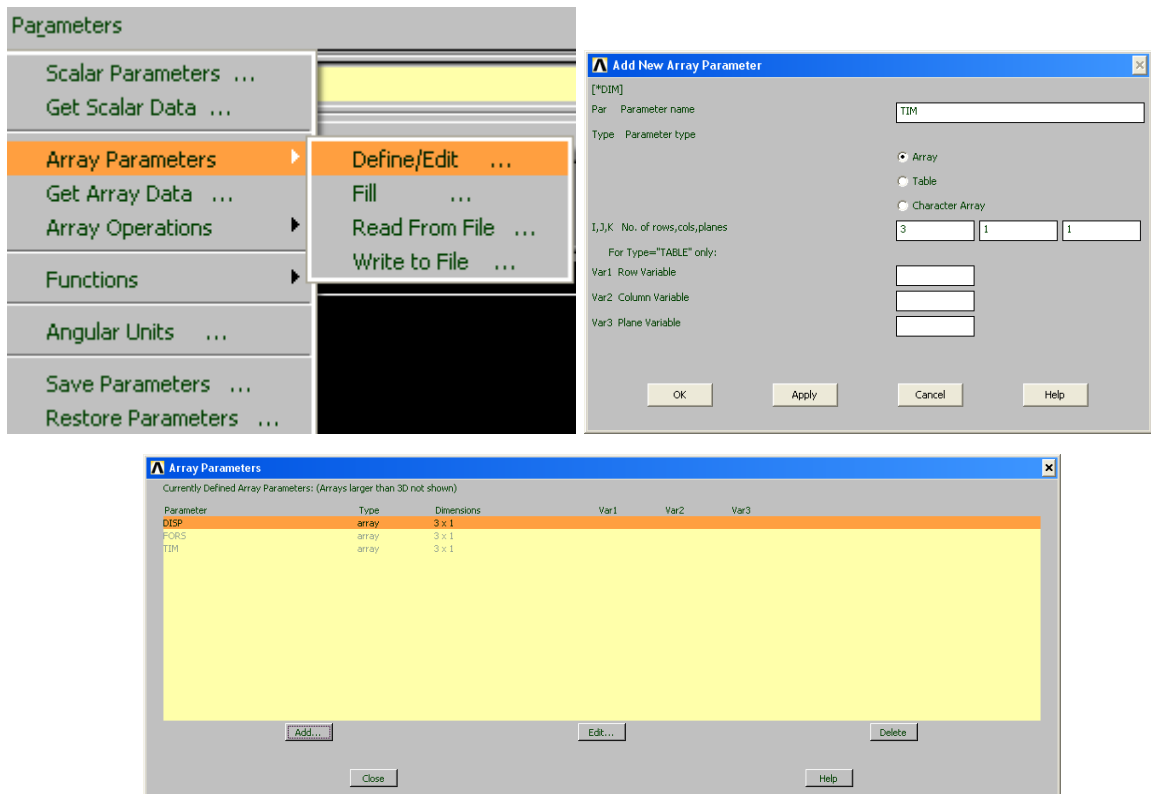 Parameters
Scalar Parameters ...
Get Scalar Data ...
Array Parameters
Get Array Data ...
Array Operations
Functions
Angular Units ...
Save Parameters ...
Restore Parameters ...
Define/Edit ...
Fill ...
Read From File ...
Write to File ...
Add New Array Parameter
[*DIM]
Par Parameter name TIM
Type Parameter type
Array
Table
Character Array
I,J,K No. of rows,cols,planes 3 1 1
For Type="TABLE" only:
Var1 Row Variable
Var2 Column Variable
Var3 Plane Variable
OK Apply Cancel Help
Array Parameters
Currently Defined Array Parameters: (Arrays larger than 3D not shown)
Parameter Type Dimensions Var1 Var2 Var3
DISP array 3 x 1
FORS array 3 x 1
TIM array 3 x 1
Add... Edit... Delete
Close Help